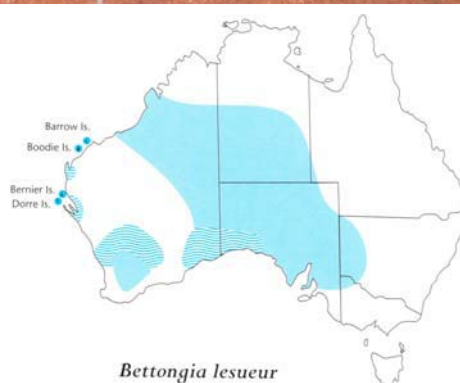 Barrow Is.
Boodie Is.
Bernier Is.
Dorre Is.
Bettongia lesueur